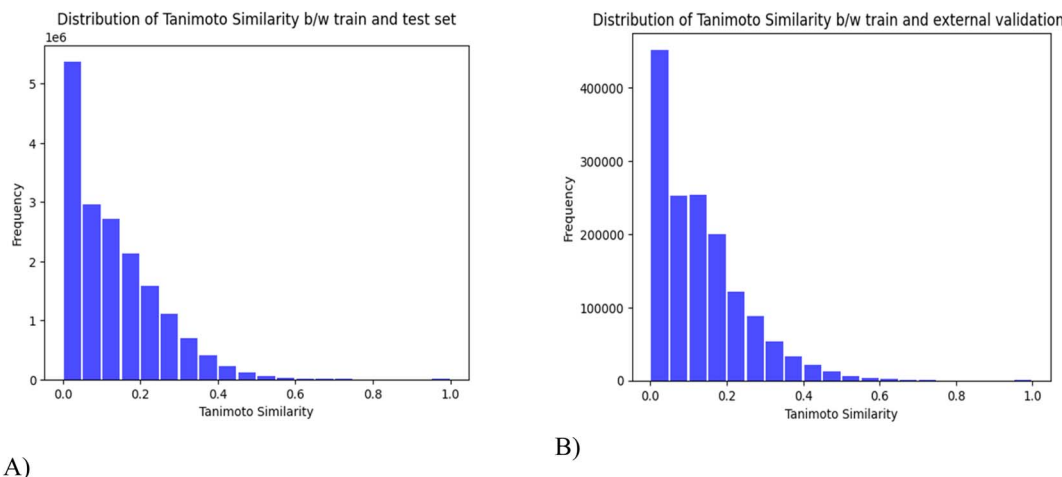 Distribution of Tanimoto Similarity b/w train and test set
1e6
5
4
3
2
1
0
Frequency
0.0 0.2 0.4 0.6 0.8 1.0
Tanimoto Similarity
A)
Distribution of Tanimoto Similarity b/w train and external validation
400000
300000
200000
100000
0
Frequency
0.0 0.2 0.4 0.6 0.8 1.0
Tanimoto Similarity
B)